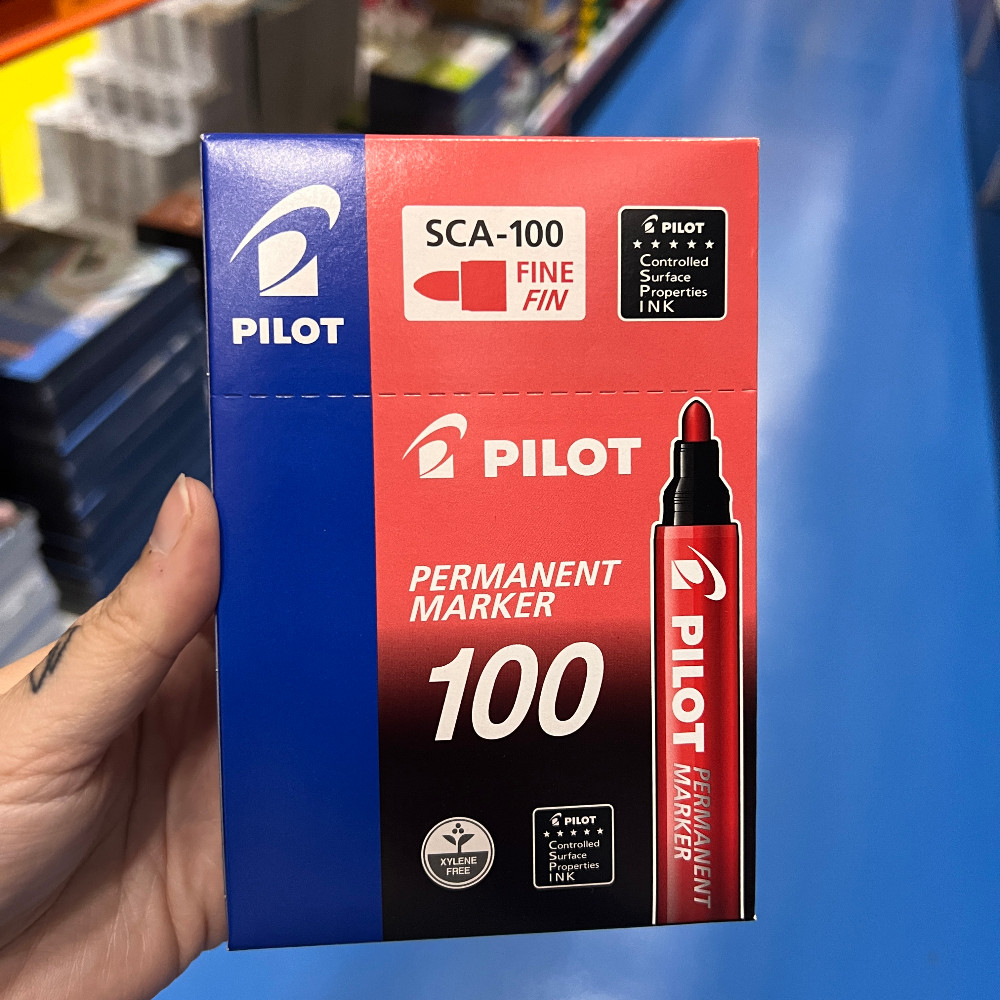 PILOT
SCA-100
FINE
FIN
PILOT
Controlled
Surface
Properties
INK
PILOT
PERMANENT
MARKER
100
PILOT
PERMANENT
MARKER
XYLENE
FREE
PILOT
Controlled
Surface
Properties
INK